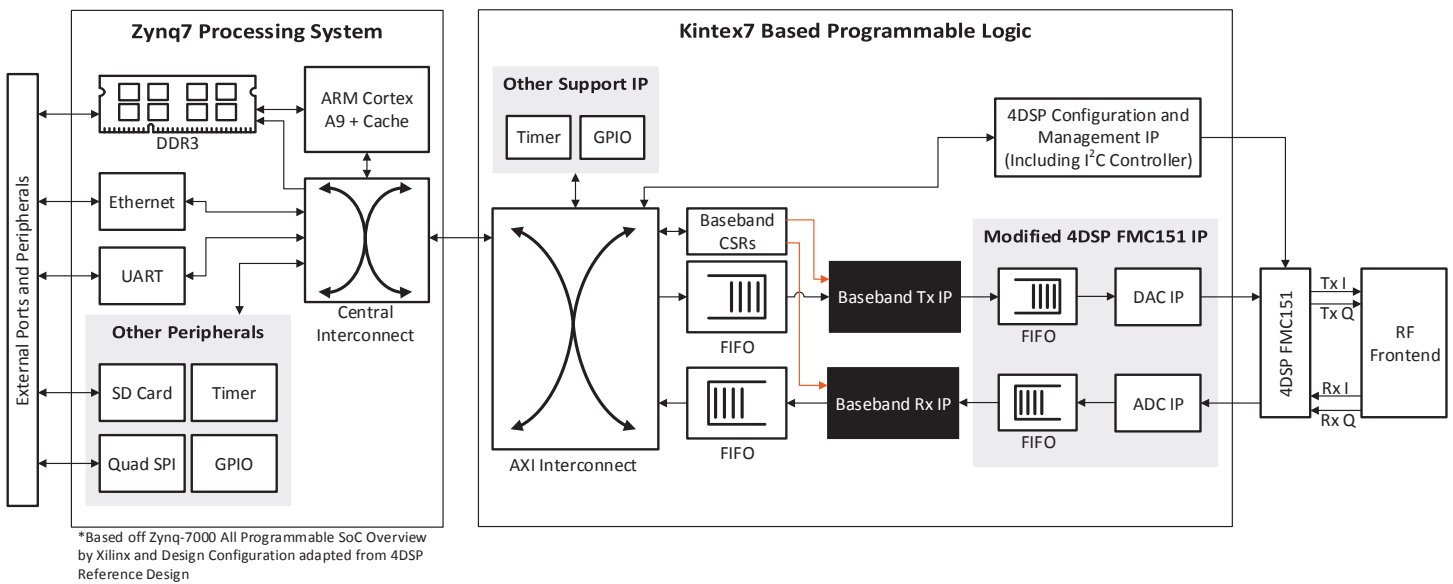 Zynq7 Processing System
External Ports and Peripherals
DDR3
ARM Cortex
A9 + Cache
Ethernet
UART
Central
Interconnect
Other Peripherals
SD Card
Timer
Quad SPI
GPIO
*Based off Zynq-7000 All Programmable SoC Overview
by Xilinx and Design Configuration adapted from 4DSP
Reference Design
Kintex7 Based Programmable Logic
Other Support IP
Timer
GPIO
4DSP Configuration and
Management IP
(Including I²C Controller)
AXI Interconnect
Baseband
CSRs
FIFO
FIFO
Baseband Tx IP
Baseband Rx IP
Modified 4DSP FMC151 IP
FIFO
DAC IP
FIFO
ADC IP
4DSP FMC151
Tx I
Tx Q
Rx I
Rx Q
RF
Frontend